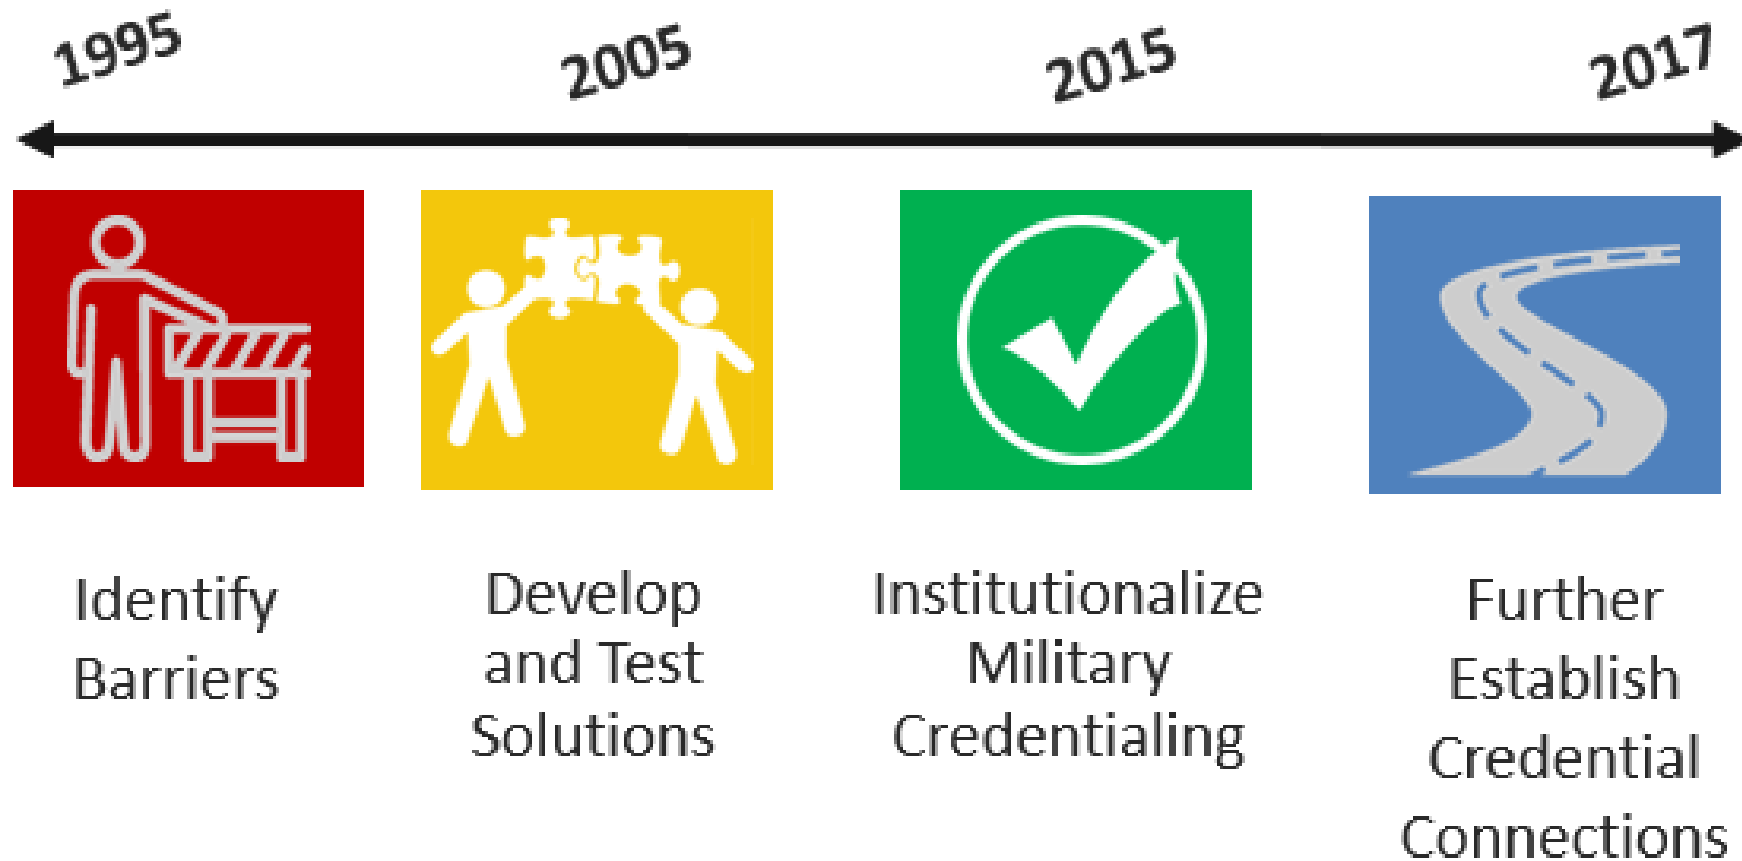 1995
2005
2015
2017
Identify
Barriers
Develop
and Test
Solutions
Institutionalize
Military
Credentialing
Further
Establish
Credential
Connections